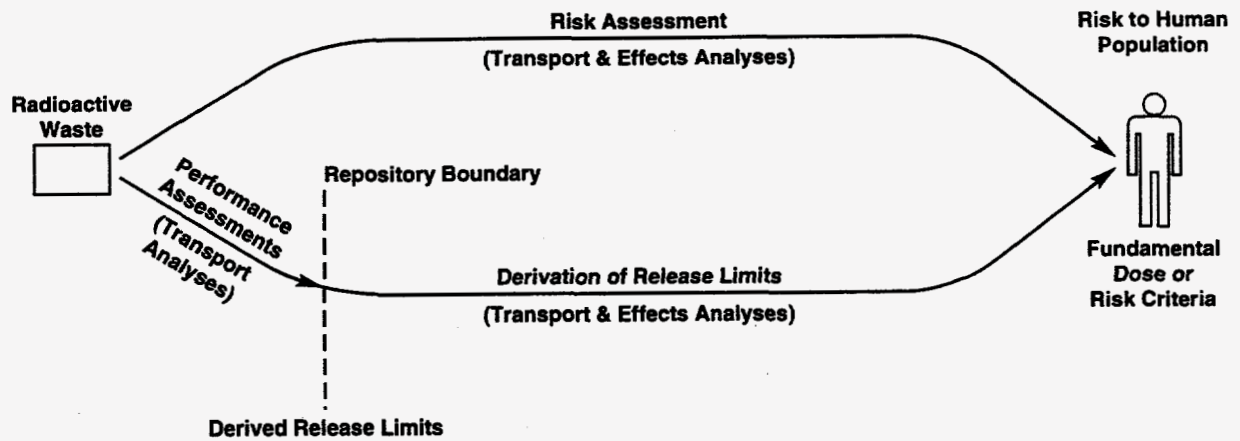 Risk Assessment
(Transport & Effects Analyses)
Risk to Human
Population
Radioactive
Waste
Performance
Assessments
(Transport
Analyses)
Repository Boundary
Derivation of Release Limits
(Transport & Effects Analyses)
Fundamental
Dose or
Risk Criteria
Derived Release Limits